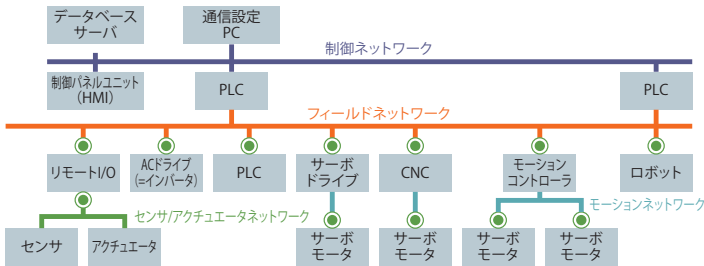 データベース
サーバ
通信設定
PC
制御ネットワーク
制御パネルユニット
（HMI）
PLC
PLC
フィールドネットワーク
リモートI/O
ACドライブ
(=インバータ)
PLC
サーボ
ドライブ
CNC
モーション
コントローラ
ロボット
センサ/アクチュエータネットワーク
モーションネットワーク
センサ
アクチュエータ
サーボ
モータ
サーボ
モータ
サーボ
モータ
サーボ
モータ